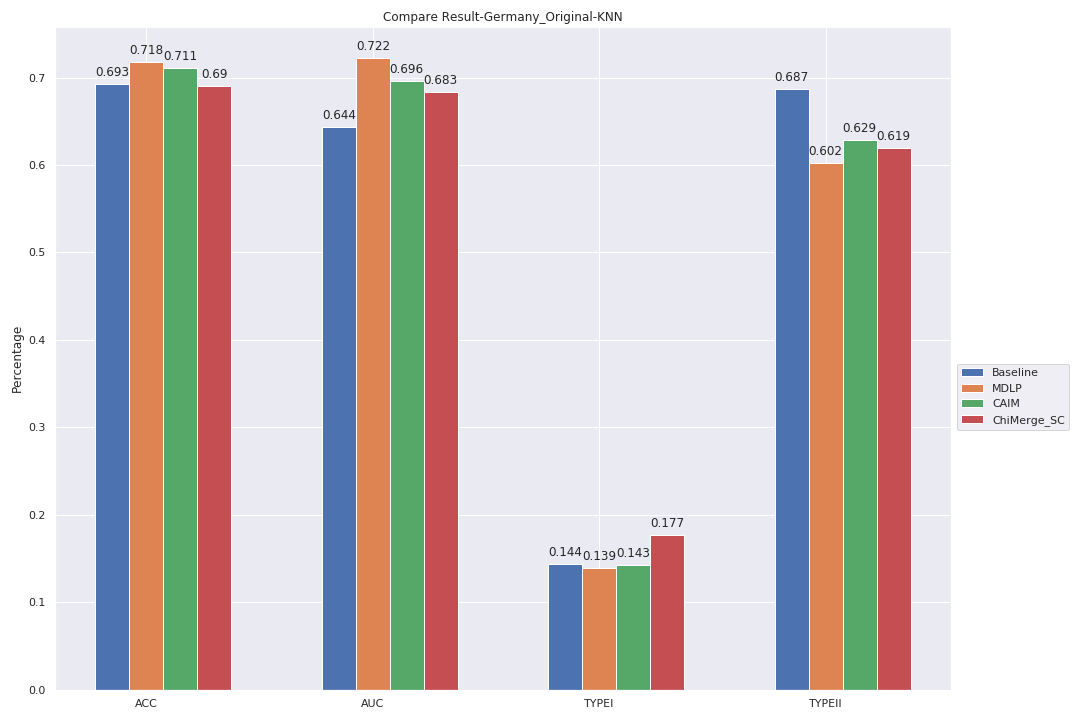 Compare Result-Germany_Original-KNN
Percentage
0.7
0.6
0.5
0.4
0.3
0.2
0.1
0.0
0.693
0.718
0.711
0.69
0.644
0.722
0.696
0.683
0.144
0.139
0.143
0.177
0.687
0.602
0.629
0.619
ACC
AUC
TYPEI
TYPEII
Baseline
MDLP
CAIM
ChiMerge_SC